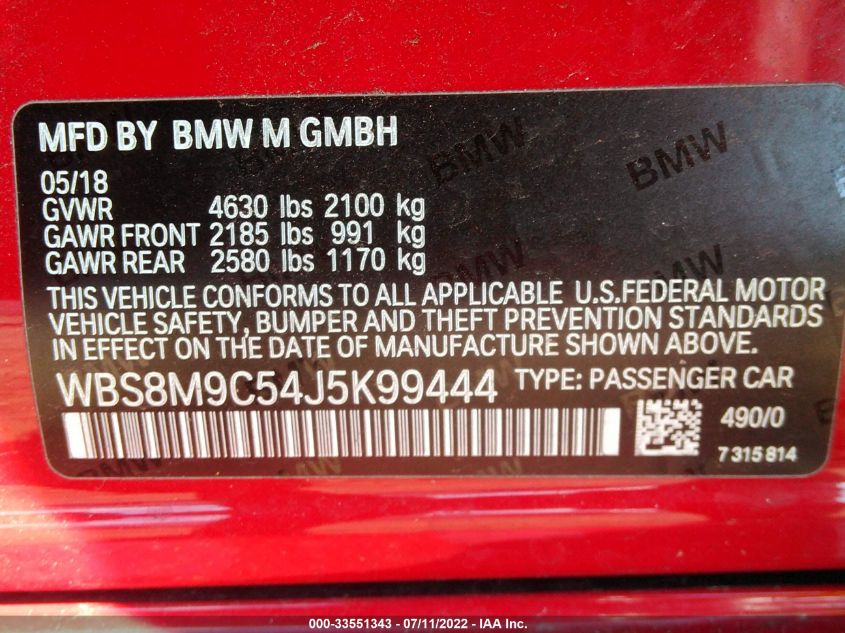 MFD BY BMW M GMBH
05/18
GVWR 4630 lbs 2100 kg
GAWR FRONT 2185 lbs 991 kg
GAWR REAR 2580 lbs 1170 kg
THIS VEHICLE CONFORMS TO ALL APPLICABLE U.S.FEDERAL MOTOR
VEHICLE SAFETY, BUMPER AND THEFT PREVENTION STANDARDS
IN EFFECT ON THE DATE OF MANUFACTURE SHOWN ABOVE.
WBS8M9C54J5K99444 TYPE: PASSENGER CAR
490/0
7 315 814
000-33551343 - 07/11/2022 - IAA Inc.